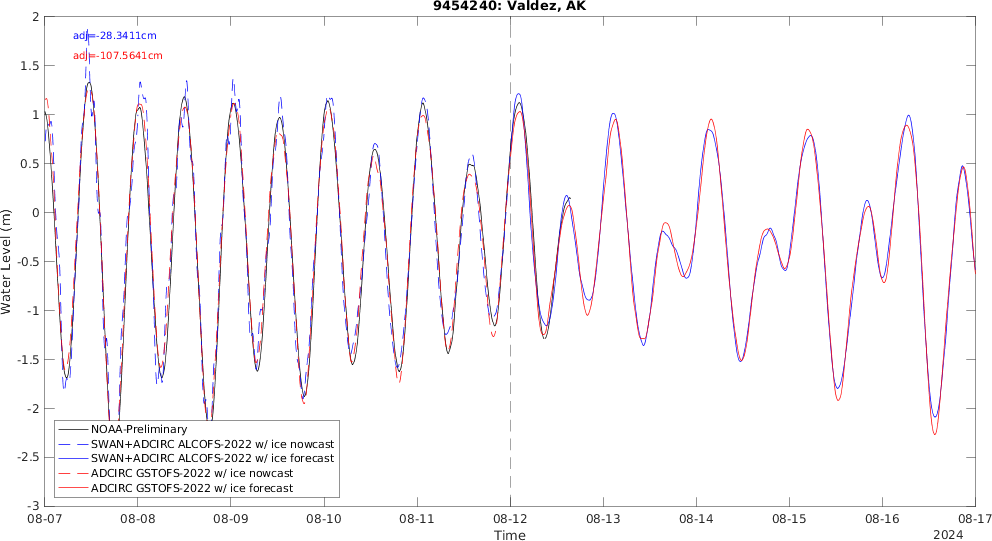 9454240: Valdez, AK
adj=-28.3411cm
adj=-107.5641cm
Water Level (m)
2
1.5
1
0.5
0
-0.5
-1
-1.5
-2
-2.5
-3
NOAA-Preliminary
SWAN+ADCIRC ALCOFS-2022 w/ ice nowcast
SWAN+ADCIRC ALCOFS-2022 w/ ice forecast
ADCIRC GSTOFS-2022 w/ ice nowcast
ADCIRC GSTOFS-2022 w/ ice forecast
08-07 08-08 08-09 08-10 08-11 08-12 08-13 08-14 08-15 08-16 08-17
Time
2024